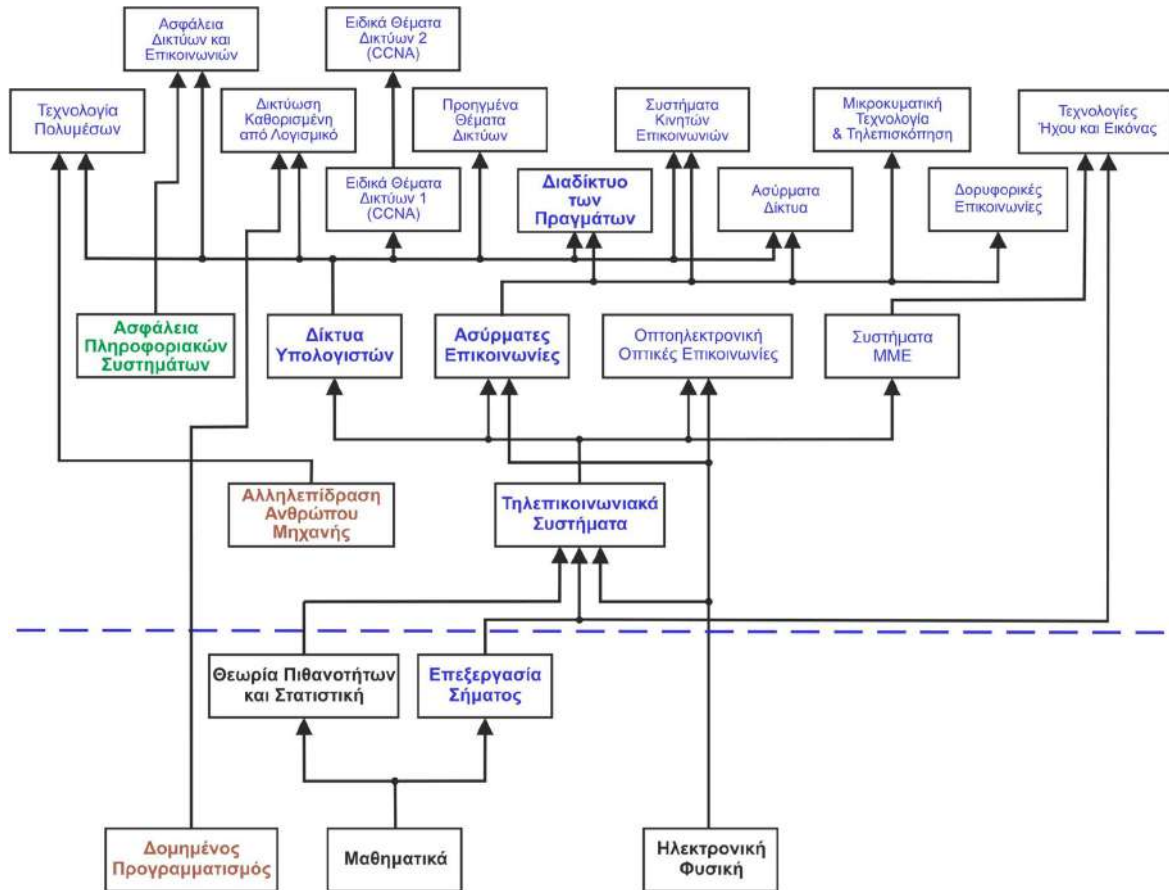 Ασφάλεια
Δικτύων και
Επικοινωνιών
Ειδικά Θέματα
Δικτύων 2
(CCNA)
Τεχνολογία
Πολυμέσων
Δικτύωση
Καθορισμένη
από Λογισμικό
Προηγμένα
Θέματα
Δικτύων
Συστήματα
Κινητών
Επικοινωνιών
Μικροκυματική
Τεχνολογία
& Τηλεπισκόπηση
Τεχνολογίες
Ήχου και Εικόνας
Ειδικά Θέματα
Δικτύων 1
(CCNA)
Διαδίκτυο
των
Πραγμάτων
Ασύρματα
Δίκτυα
Δορυφορικές
Επικοινωνίες
Ασφάλεια
Πληροφοριακών
Συστημάτων
Δίκτυα
Υπολογιστών
Ασύρματες
Επικοινωνίες
Οπτοηλεκτρονική
Οπτικές Επικοινωνίες
Συστήματα
ΜΜΕ
Αλληλεπίδραση
Ανθρώπου
Μηχανής
Τηλεπικοινωνιακά
Συστήματα
Θεωρία Πιθανοτήτων
και Στατιστική
Επεξεργασία
Σήματος
Δομημένος
Προγραμματισμός
Μαθηματικά
Ηλεκτρονική
Φυσική